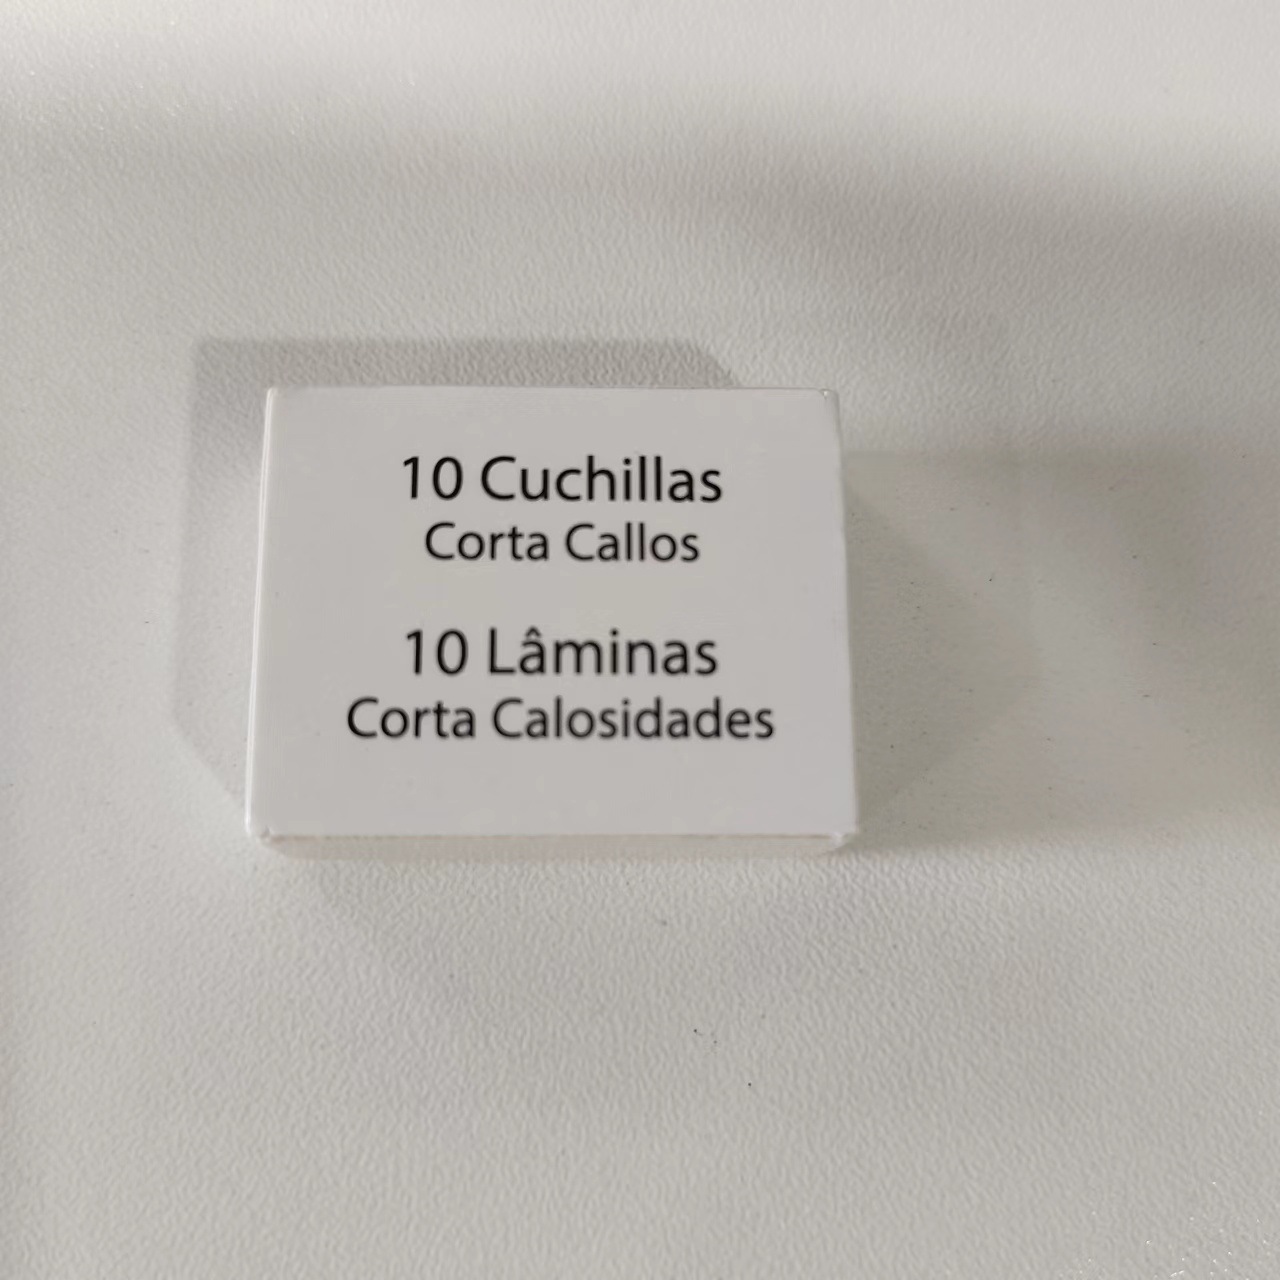 10 Cuchillas
Corta Callos
10 Lâminas
Corta Calosidades